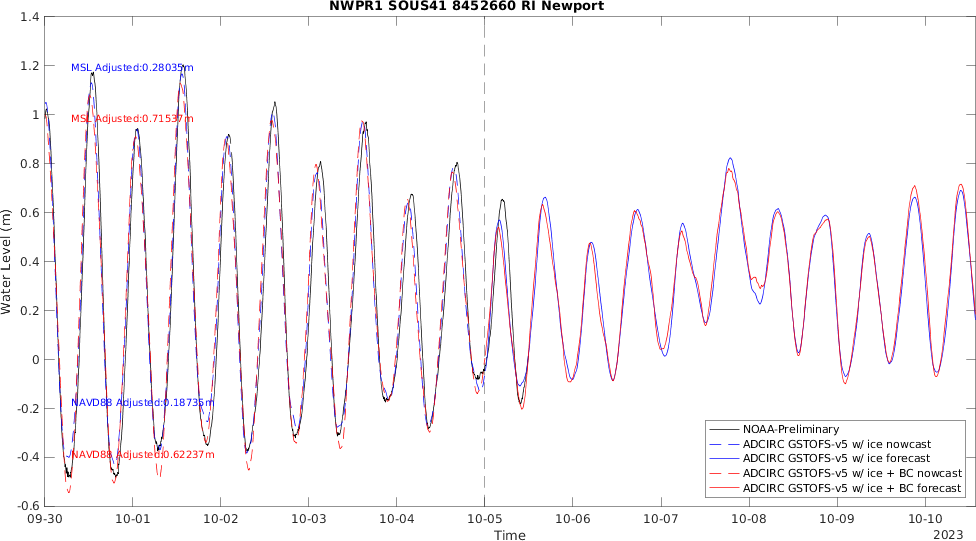 NWPR1 SOUS41 8452660 RI Newport
1.4
1.2
1
0.8
0.6
0.4
0.2
0
-0.2
-0.4
-0.6
Water Level (m)
MSL Adjusted:0.28035m
MSL Adjusted:0.71537m
NAVD88 Adjusted:0.18735m
NAVD88 Adjusted:0.62237m
NOAA-Preliminary
ADCIRC GSTOFS-v5 w/ ice nowcast
ADCIRC GSTOFS-v5 w/ ice forecast
ADCIRC GSTOFS-v5 w/ ice + BC nowcast
ADCIRC GSTOFS-v5 w/ ice + BC forecast
09-30 10-01 10-02 10-03 10-04 10-05 10-06 10-07 10-08 10-09 10-10
Time
2023